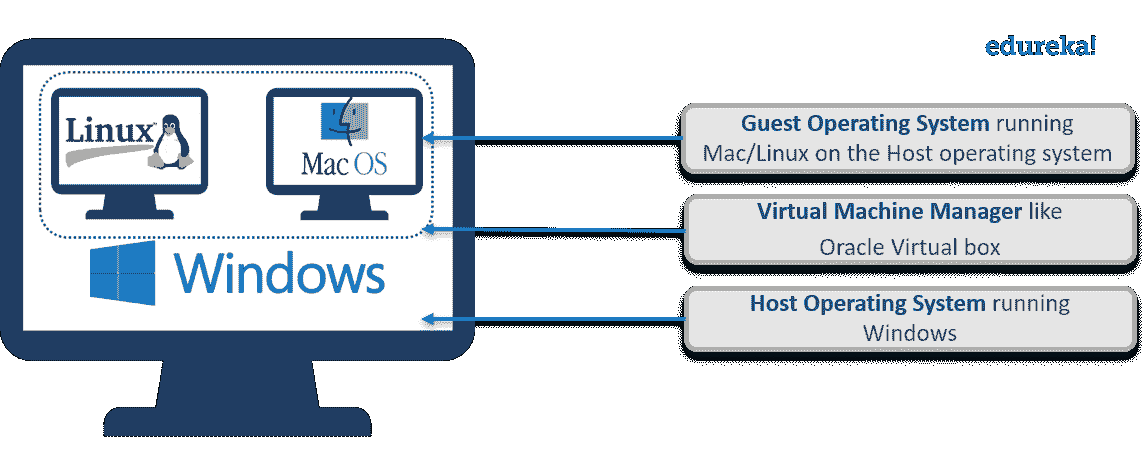 edureka!
Linux™
Mac OS
Windows
Guest Operating System running
Mac/Linux on the Host operating system
Virtual Machine Manager like
Oracle Virtual box
Host Operating System running
Windows